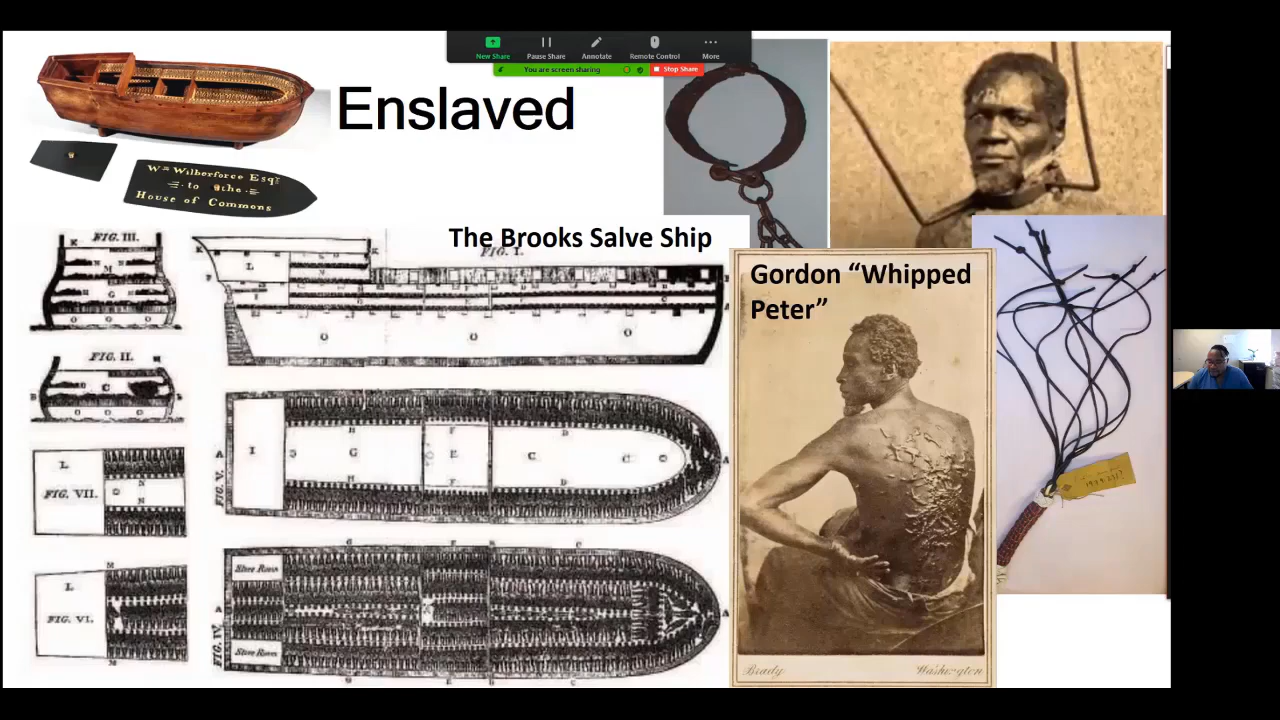 New Share
Pause Share
Annotate
Remote Control
More
You are screen sharing
Stop Share
Enslaved
Wm Wilberforce Esqr
to the
House of Commons
The Brooks Salve Ship
FIG. III.
FIG. I.
FIG. II.
FIG. VII.
FIG. V.
FIG. VI.
FIG. IV.
Store Room
Store Room
Gordon “Whipped
Peter”
Brady
Washington